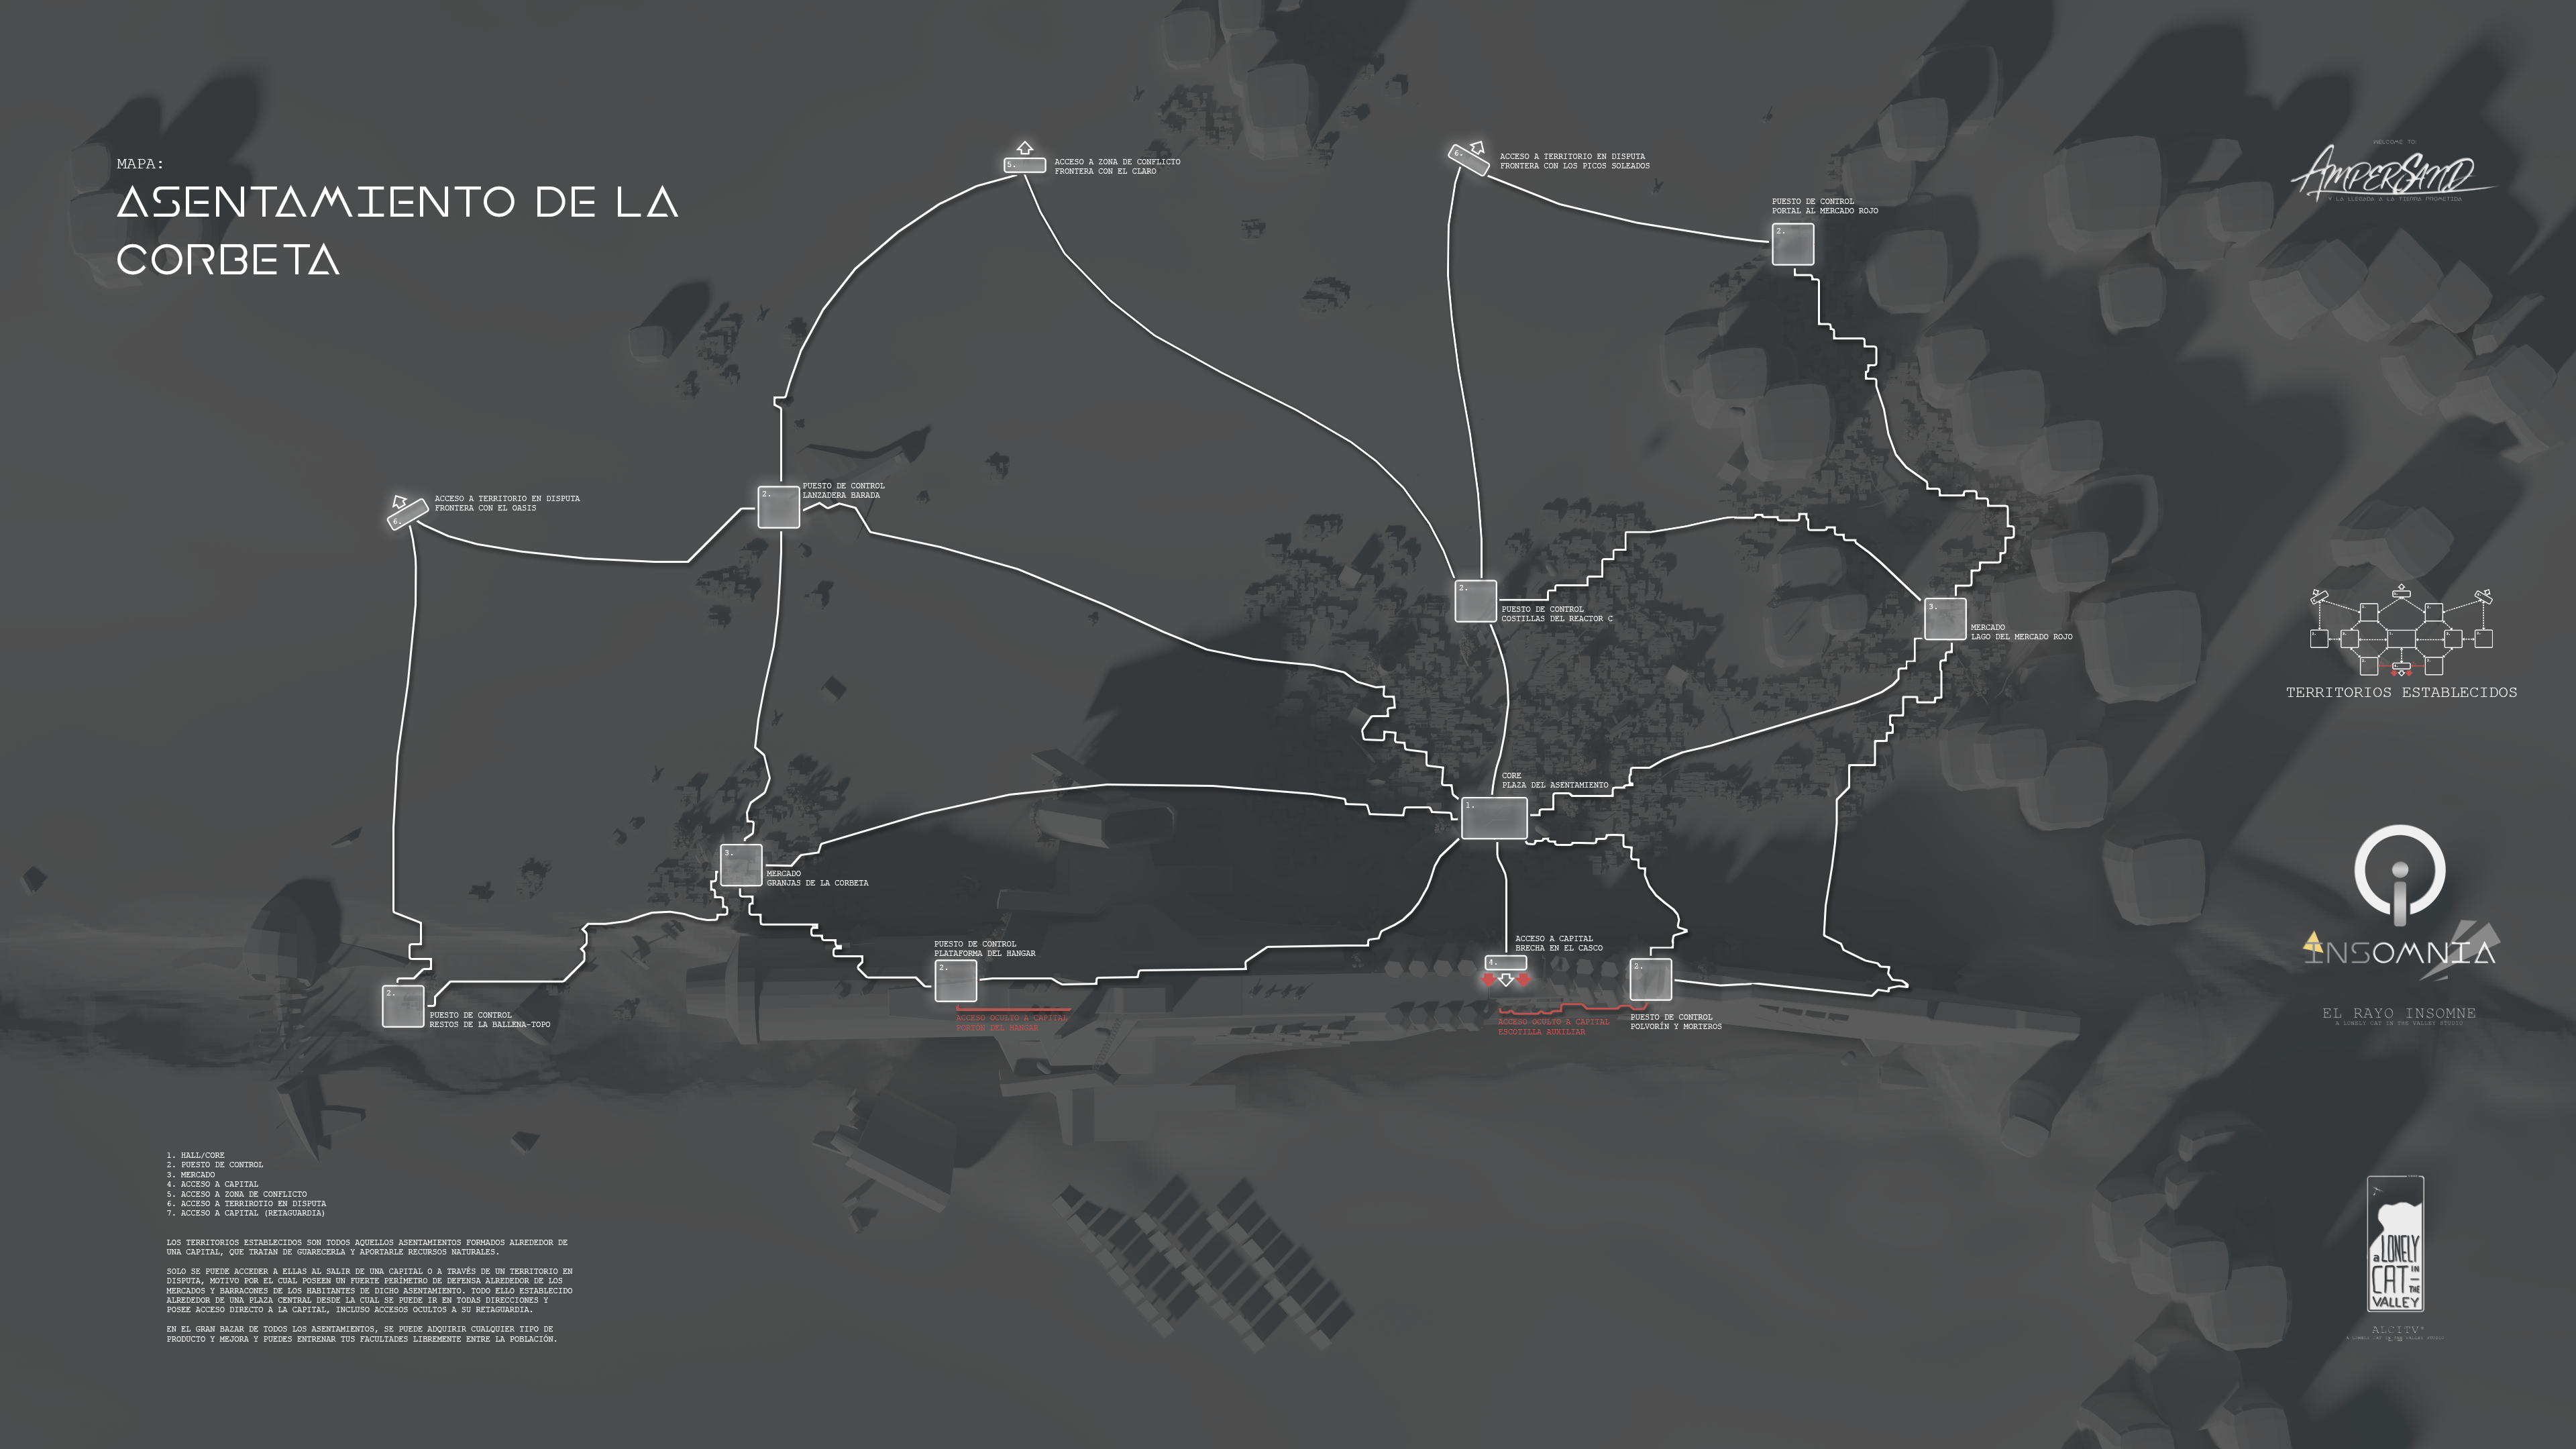 MAPA:
ASENTAMIENTO DE LA
CORBETA
5.
ACCESO A ZONA DE CONFLICTO
FRONTERA CON EL CLARO
6.
ACCESO A TERRITORIO EN DISPUTA
FRONTERA CON LOS PICOS SOLEADOS
PUESTO DE CONTROL
PORTAL AL MERCADO ROJO
2.
WELCOME TO:
AMPERSAND
Y LA LLEGADA A LA TIERRA PROMETIDA
6.
ACCESO A TERRITORIO EN DISPUTA
FRONTERA CON EL OASIS
2.
PUESTO DE CONTROL
LANZADERA BARADA
2.
PUESTO DE CONTROL
COSTILLAS DEL REACTOR C
3.
MERCADO
LAGO DEL MERCADO ROJO
TERRITORIOS ESTABLECIDOS
CORE
PLAZA DEL ASENTAMIENTO
1.
3.
MERCADO
GRANJAS DE LA CORBETA
PUESTO DE CONTROL
PLATAFORMA DEL HANGAR
2.
ACCESO OCULTO A CAPITAL
PORTÓN DEL HANGAR
ACCESO A CAPITAL
BRECHA EN EL CASCO
4.
ACCESO OCULTO A CAPITAL
ESCOTILLA AUXILIAR
2.
PUESTO DE CONTROL
POLVORÍN Y MORTEROS
2.
PUESTO DE CONTROL
RESTOS DE LA BALLENA-TOPO
INSOMNIA
EL RAYO INSOMNE
A LONELY CAT IN THE VALLEY STUDIO
1. HALL/CORE
2. PUESTO DE CONTROL
3. MERCADO
4. ACCESO A CAPITAL
5. ACCESO A ZONA DE CONFLICTO
6. ACCESO A TERRIROTIO EN DISPUTA
7. ACCESO A CAPITAL (RETAGUARDIA)
LOS TERRITORIOS ESTABLECIDOS SON TODOS AQUELLOS ASENTAMIENTOS FORMADOS ALREDEDOR DE
UNA CAPITAL, QUE TRATAN DE GUARECERLA Y APORTARLE RECURSOS NATURALES.
SOLO SE PUEDE ACCEDER A ELLAS AL SALIR DE UNA CAPITAL O A TRAVÉS DE UN TERRITORIO EN
DISPUTA, MOTIVO POR EL CUAL POSEEN UN FUERTE PERÍMETRO DE DEFENSA ALREDEDOR DE LOS
MERCADOS Y BARRACONES DE LOS HABITANTES DE DICHO ASENTAMIENTO. TODO ELLO ESTABLECIDO
ALREDEDOR DE UNA PLAZA CENTRAL DESDE LA CUAL SE PUEDE IR EN TODAS DIRECCIONES Y
POSEE ACCESO DIRECTO A LA CAPITAL, INCLUSO ACCESOS OCULTOS A SU RETAGUARDIA.
EN EL GRAN BAZAR DE TODOS LOS ASENTAMIENTOS, SE PUEDE ADQUIRIR CUALQUIER TIPO DE
PRODUCTO Y MEJORA Y PUEDES ENTRENAR TUS FACULTADES LIBREMENTE ENTRE LA POBLACIÓN.
a LONELY
CAT IN
THE
VALLEY
ALCITV®